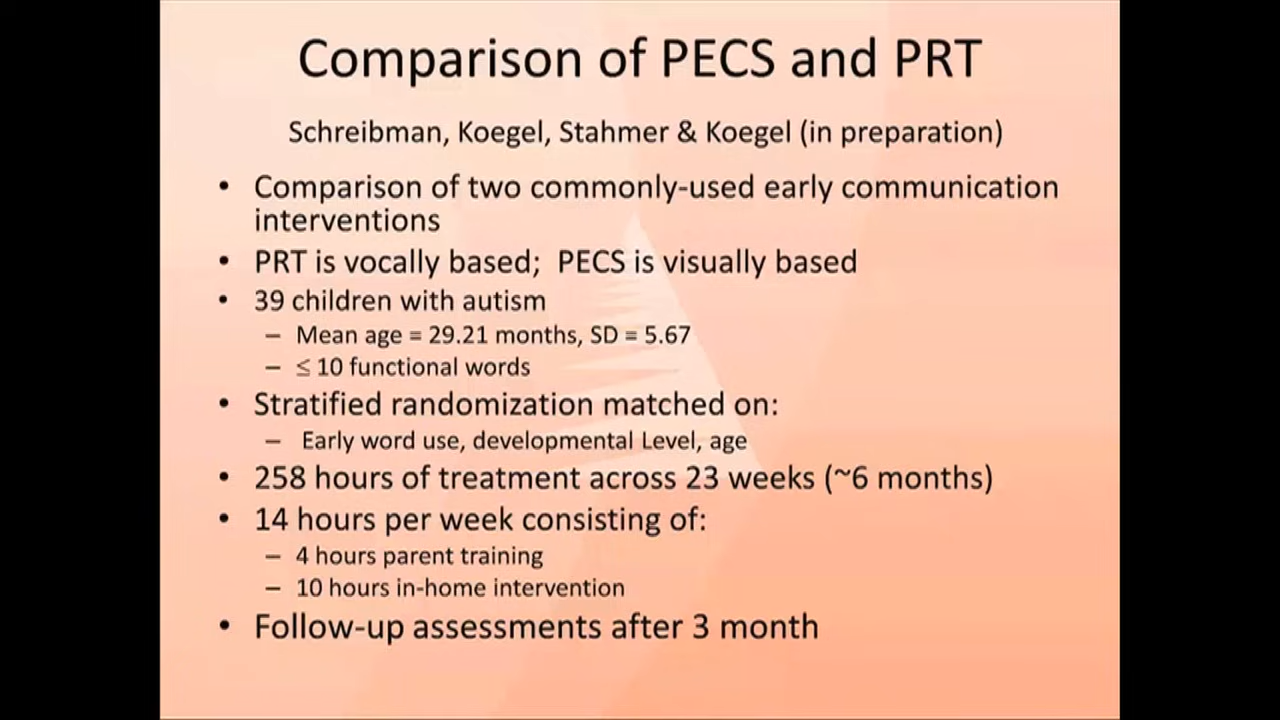 Comparison of PECS and PRT
Schreibman, Koegel, Stahmer & Koegel (in preparation)
• Comparison of two commonly-used early communication
interventions
• PRT is vocally based;  PECS is visually based
• 39 children with autism
– Mean age = 29.21 months, SD = 5.67
– ≤ 10 functional words
• Stratified randomization matched on:
– Early word use, developmental Level, age
• 258 hours of treatment across 23 weeks (~6 months)
• 14 hours per week consisting of:
– 4 hours parent training
– 10 hours in-home intervention
• Follow-up assessments after 3 month